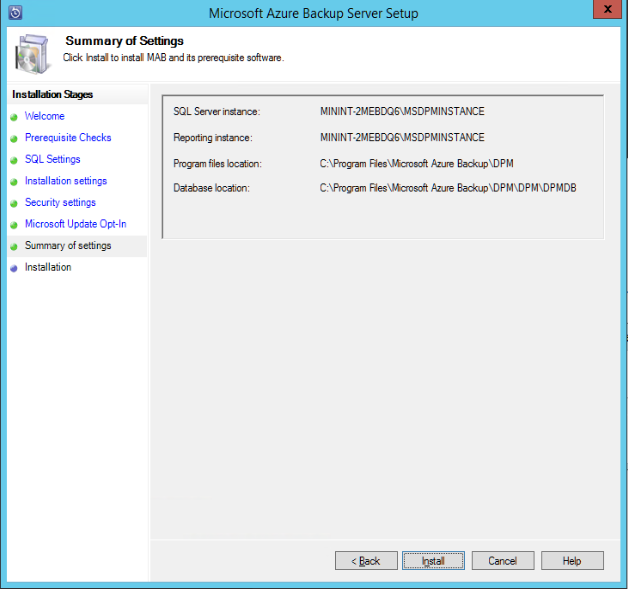 Microsoft Azure Backup Server Setup
x
Summary of Settings
Click Install to install MAB and its prerequisite software.
Installation Stages
Welcome
Prerequisite Checks
SQL Settings
Installation settings
Security settings
Microsoft Update Opt-In
Summary of settings
Installation
SQL Server instance: MININT-2MEBDQ6\MSDPMINSTANCE
Reporting instance: MININT-2MEBDQ6\MSDPMINSTANCE
Program files location: C:\Program Files\Microsoft Azure Backup\DPM
Database location: C:\Program Files\Microsoft Azure Backup\DPM\DPM\DPMDB
< Back Install Cancel Help